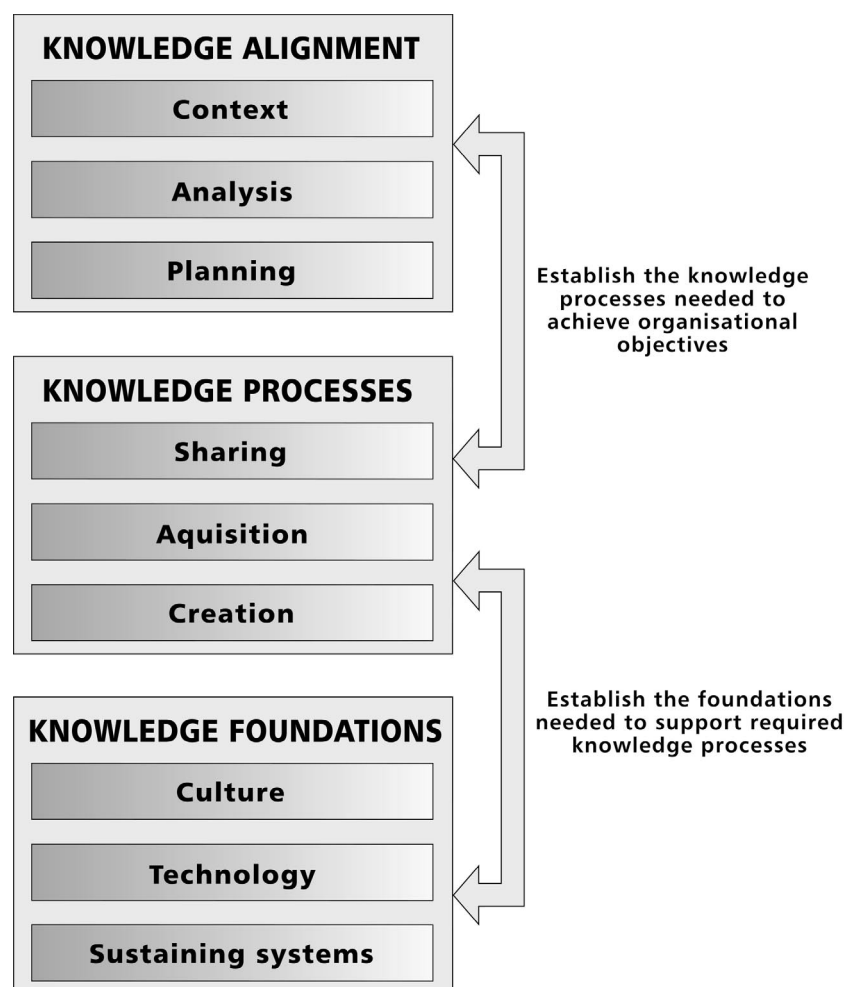 KNOWLEDGE ALIGNMENT
Context
Analysis
Planning
Establish the knowledge
processes needed to
achieve organisational
objectives
KNOWLEDGE PROCESSES
Sharing
Aquisition
Creation
Establish the foundations
needed to support required
knowledge processes
KNOWLEDGE FOUNDATIONS
Culture
Technology
Sustaining systems